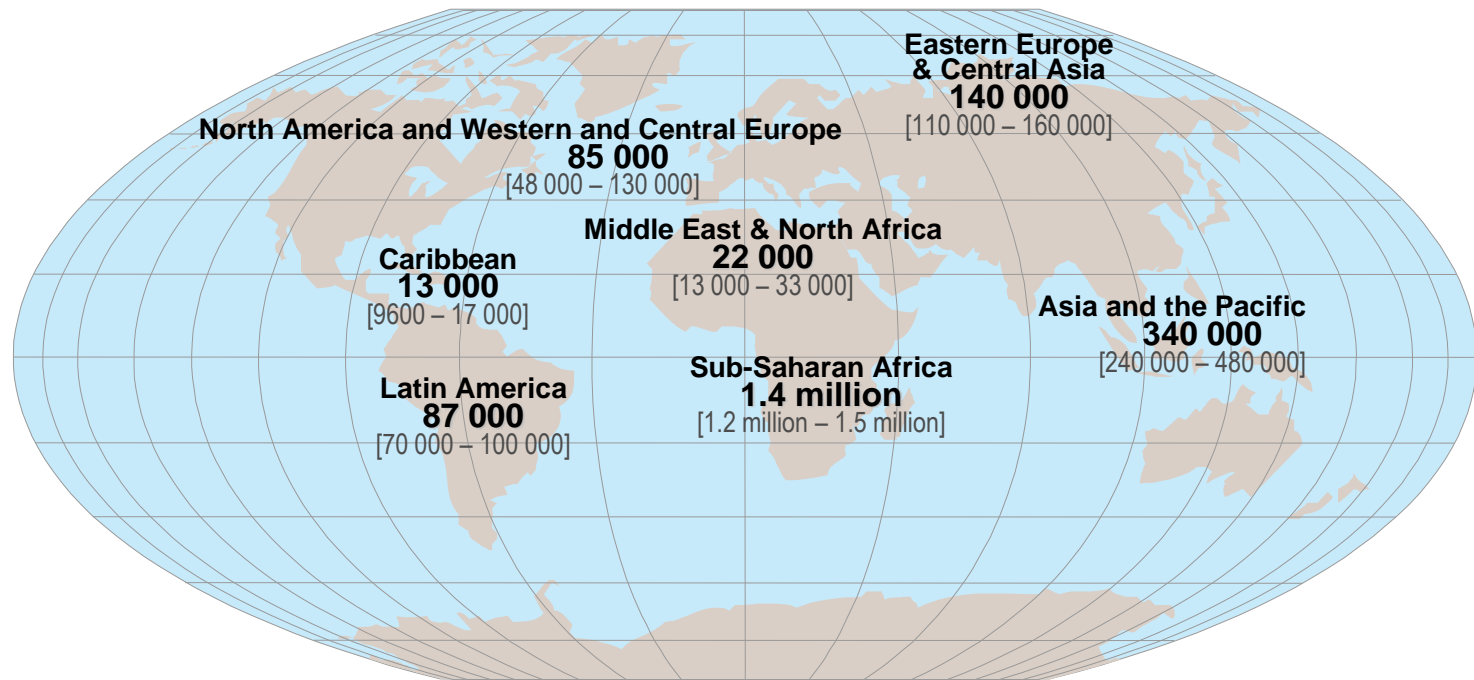 Eastern Europe
& Central Asia
140 000
[110 000 – 160 000]
North America and Western and Central Europe
85 000
[48 000 – 130 000]
Middle East & North Africa
22 000
[13 000 – 33 000]
Caribbean
13 000
[9600 – 17 000]
Asia and the Pacific
340 000
[240 000 – 480 000]
Sub-Saharan Africa
1.4 million
[1.2 million – 1.5 million]
Latin America
87 000
[70 000 – 100 000]